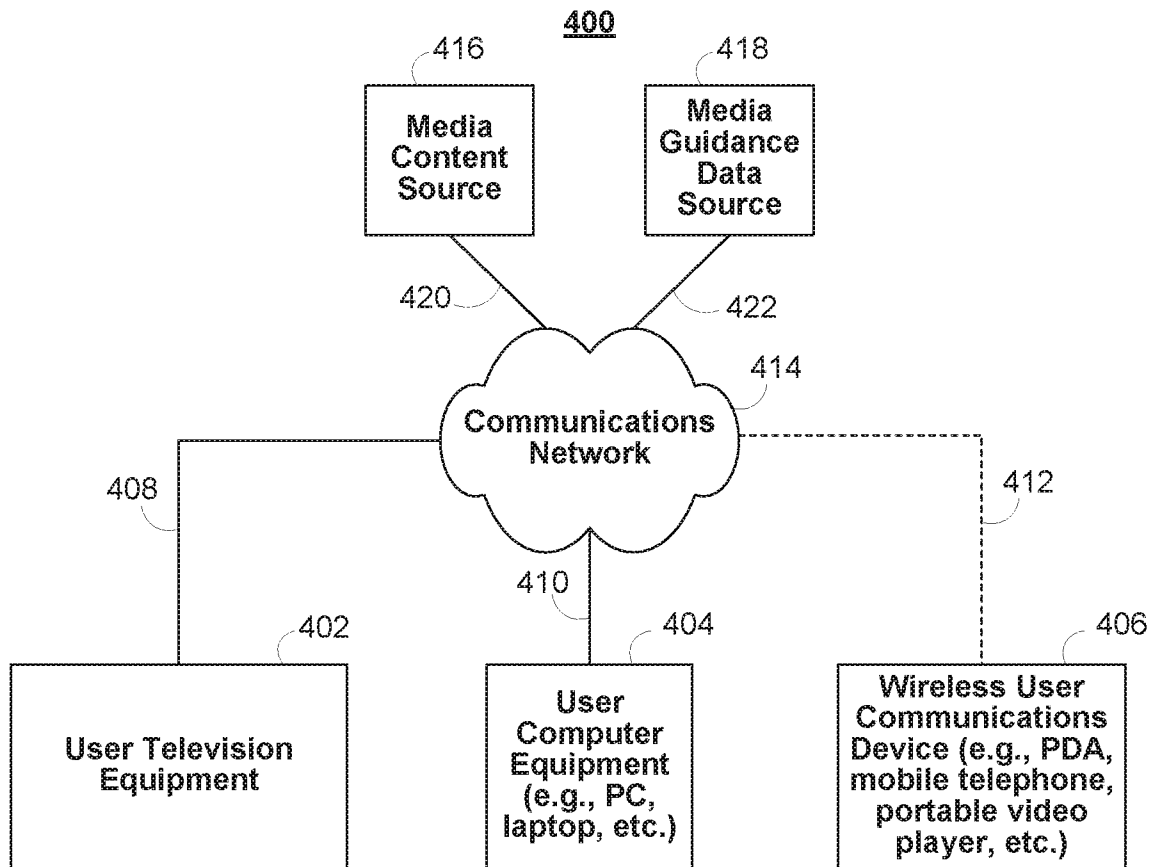 400
416
418
Media
Content
Source
Media
Guidance
Data
Source
420
422
414
Communications
Network
408
412
410
402
404
406
User Television
Equipment
User
Computer
Equipment
(e.g., PC,
laptop, etc.)
Wireless User
Communications
Device (e.g., PDA,
mobile telephone,
portable video
player, etc.)